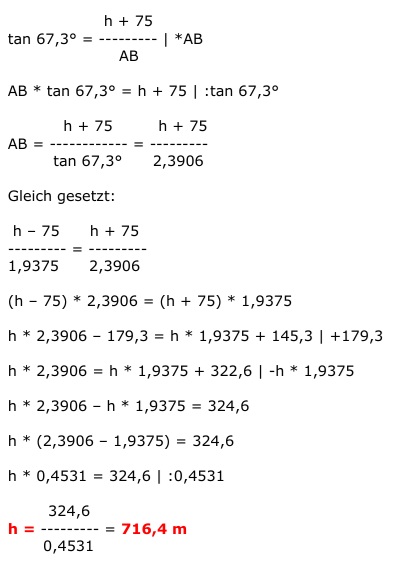 h + 75
tan 67,3° = --------- | *AB
AB
AB * tan 67,3° = h + 75 | :tan 67,3°
h + 75 h + 75
AB = ------------ = ---------
tan 67,3° 2,3906
Gleich gesetzt:
h – 75 h + 75
--------- = ---------
1,9375 2,3906
(h – 75) * 2,3906 = (h + 75) * 1,9375
h * 2,3906 – 179,3 = h * 1,9375 + 145,3 | +179,3
h * 2,3906 = h * 1,9375 + 322,6 | -h * 1,9375
h * 2,3906 – h * 1,9375 = 324,6
h * (2,3906 – 1,9375) = 324,6
h * 0,4531 = 324,6 | :0,4531
324,6
h = --------- = 716,4 m
0,4531